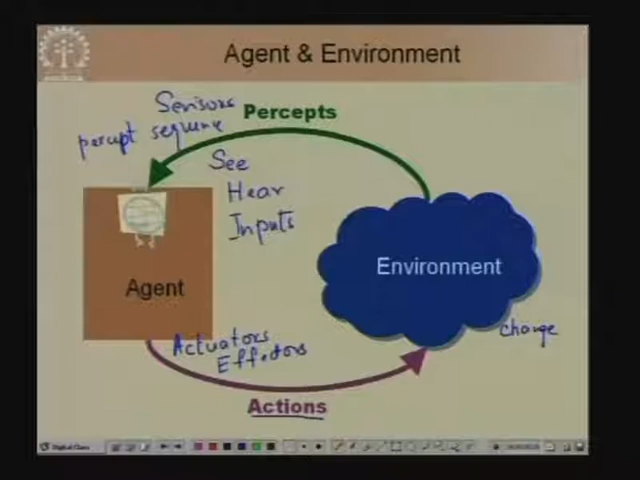 Agent & Environment
Sensors
Percepts
percept sequence
See
Hear
Inputs
Environment
Agent
change
Actuators
Effectors
Actions